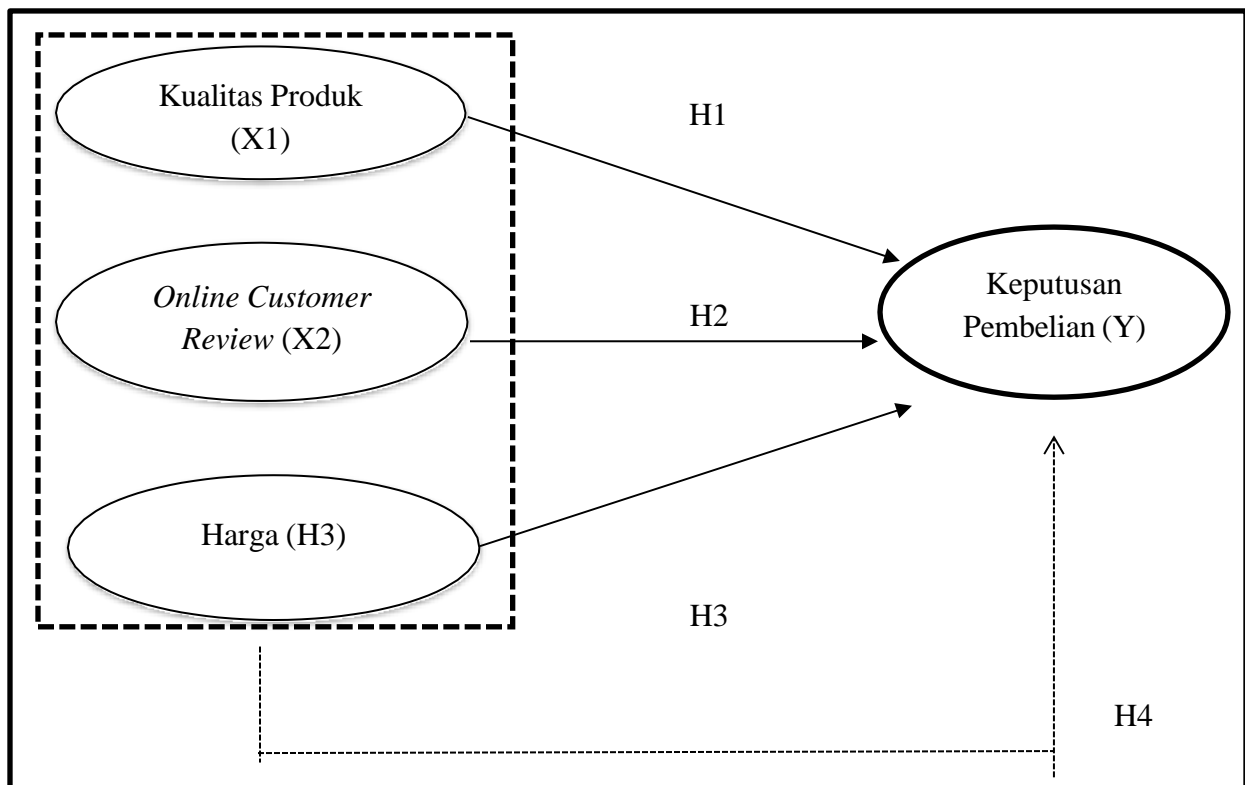 Kualitas Produk
(X1)
H1
Online Customer
Review (X2)
H2
Keputusan
Pembelian (Y)
Harga (H3)
H3
H4